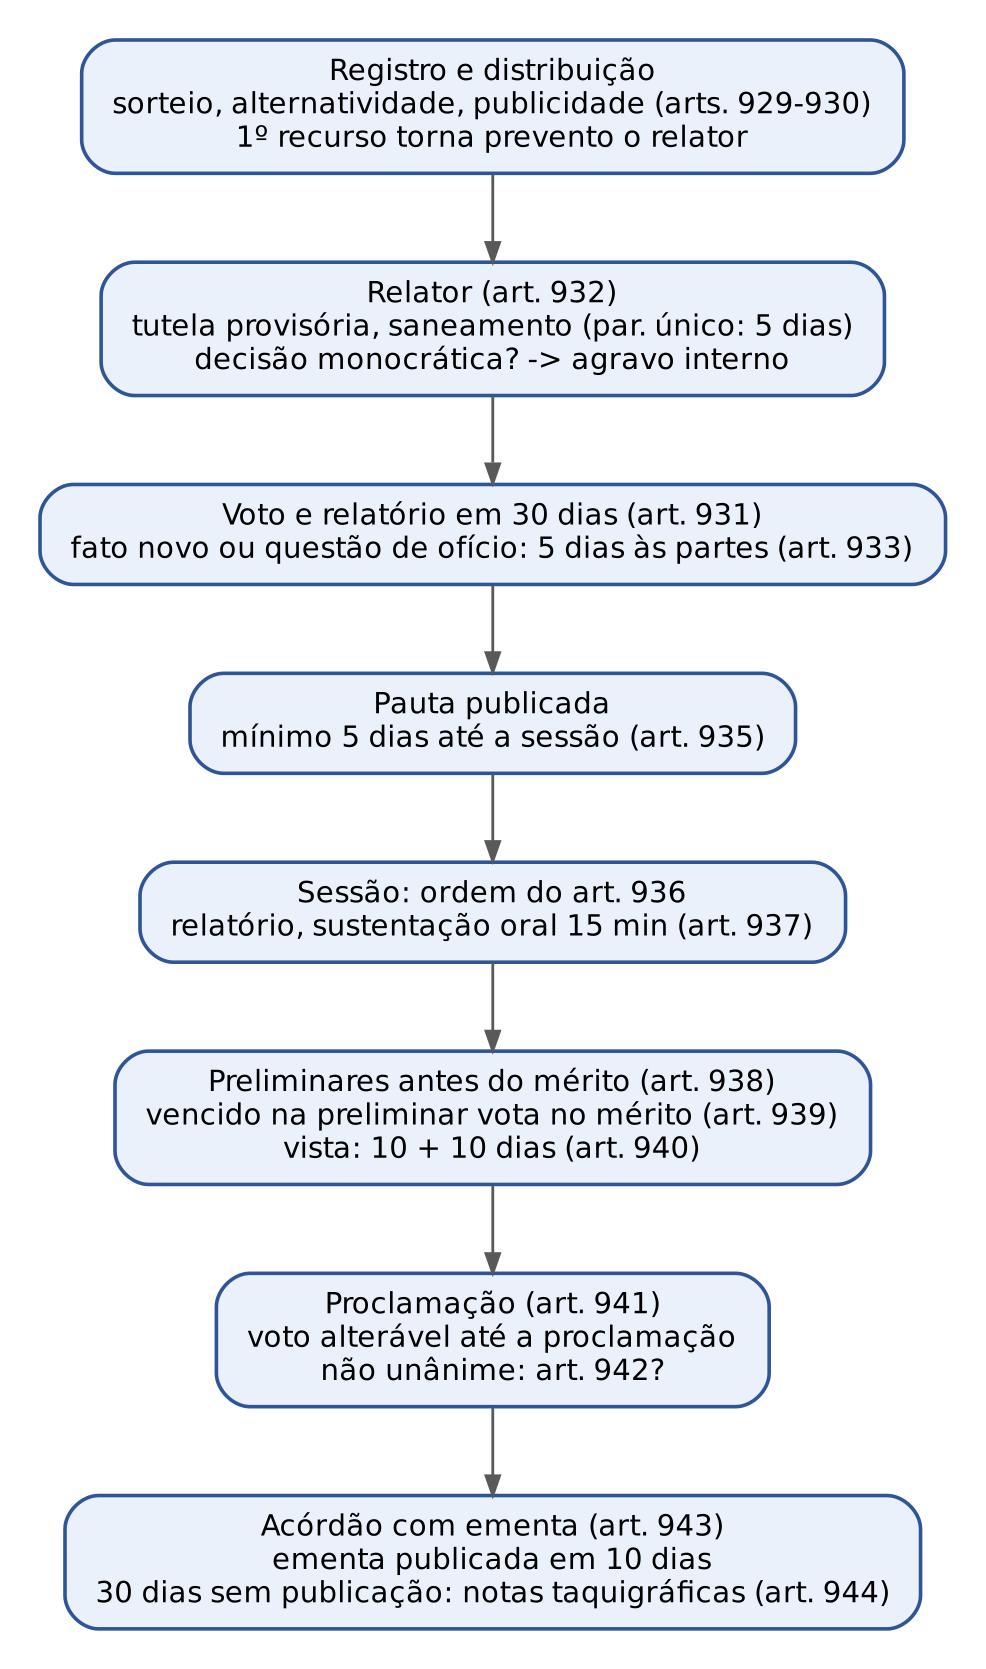 Registro e distribuição
sorteio, alternatividade, publicidade (arts. 929-930)
1º recurso torna prevento o relator
Relator (art. 932)
tutela provisória, saneamento (par. único: 5 dias)
decisão monocrática? -> agravo interno
Voto e relatório em 30 dias (art. 931)
fato novo ou questão de ofício: 5 dias às partes (art. 933)
Pauta publicada
mínimo 5 dias até a sessão (art. 935)
Sessão: ordem do art. 936
relatório, sustentação oral 15 min (art. 937)
Preliminares antes do mérito (art. 938)
vencido na preliminar vota no mérito (art. 939)
vista: 10 + 10 dias (art. 940)
Proclamação (art. 941)
voto alterável até a proclamação
não unânime: art. 942?
Acórdão com ementa (art. 943)
ementa publicada em 10 dias
30 dias sem publicação: notas taquigráficas (art. 944)